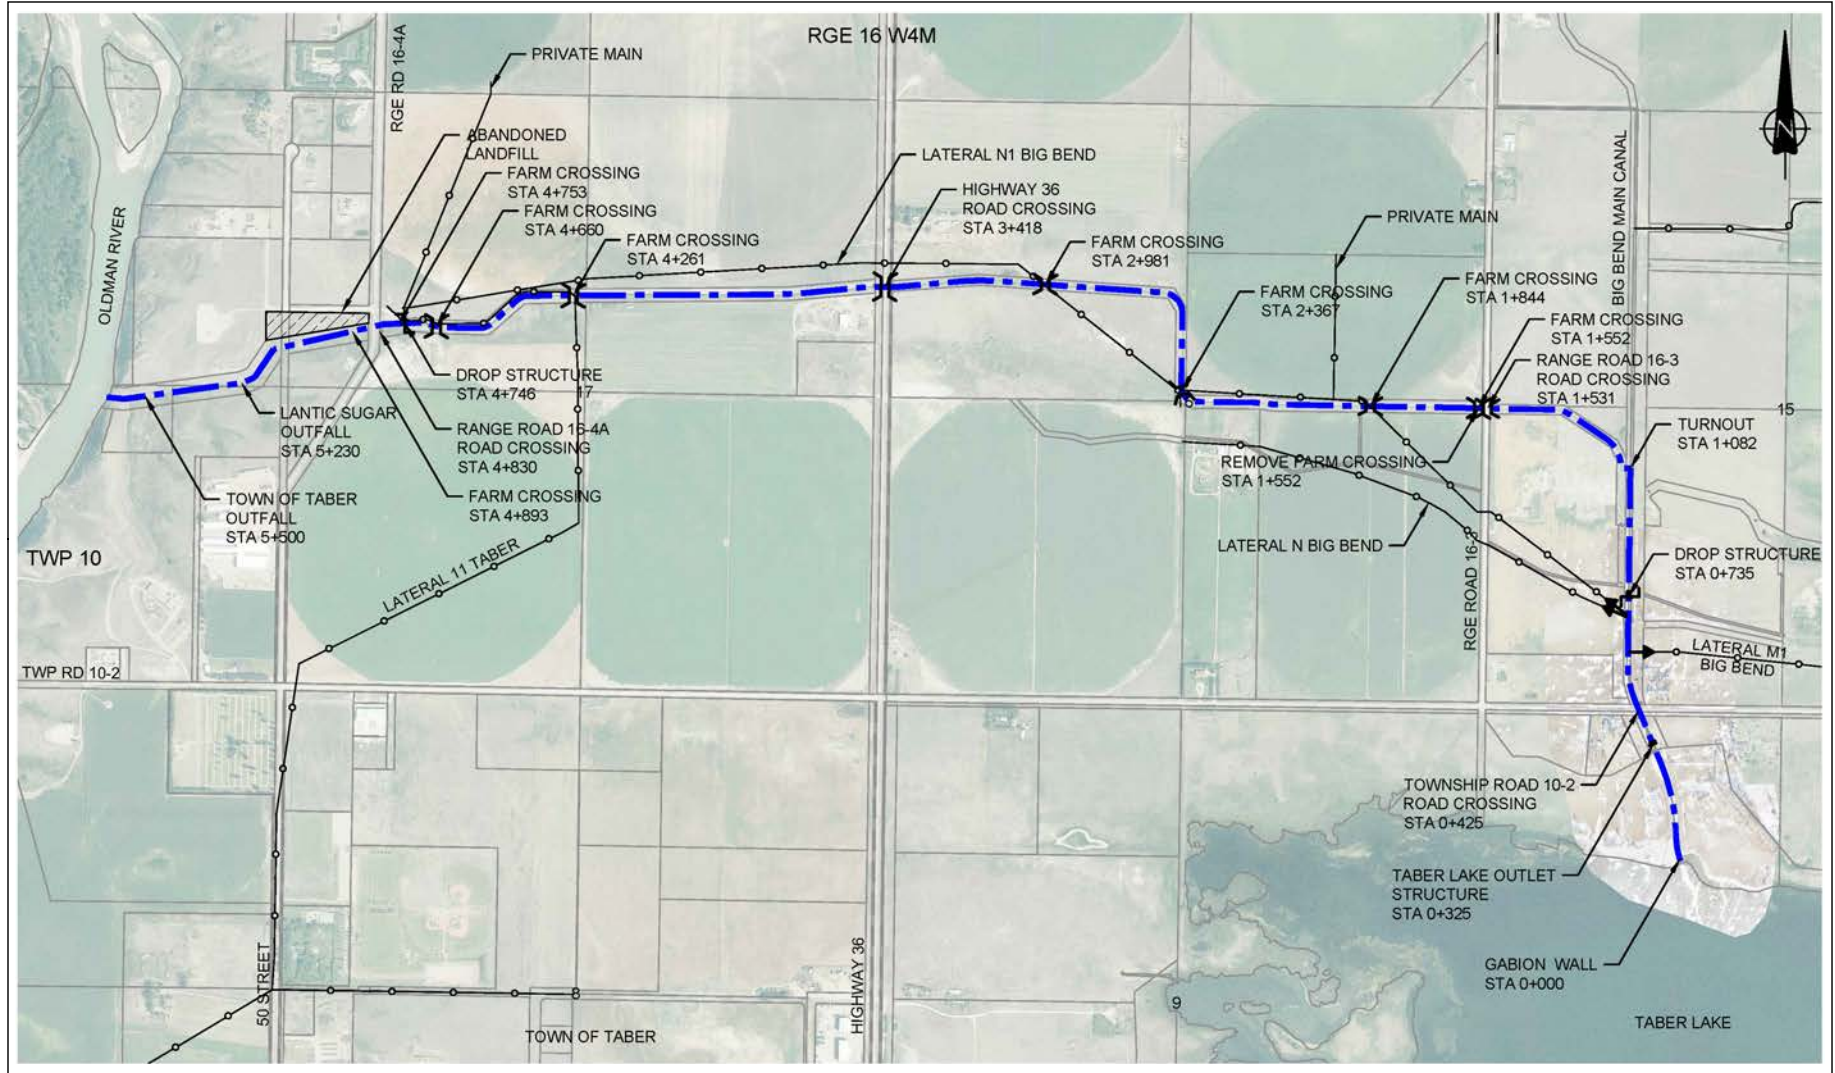 RGE 16 W4M
RGE RD 16-4A
PRIVATE MAIN
ABANDONED
LANDFILL
FARM CROSSING
STA 4+753
FARM CROSSING
STA 4+660
FARM CROSSING
STA 4+261
LATERAL N1 BIG BEND
HIGHWAY 36
ROAD CROSSING
STA 3+418
FARM CROSSING
STA 2+981
PRIVATE MAIN
FARM CROSSING
STA 2+367
FARM CROSSING
STA 1+844
FARM CROSSING
STA 1+552
RANGE ROAD 16-3
ROAD CROSSING
STA 1+531
BIG BEND MAIN CANAL
N
OLDMAN RIVER
DROP STRUCTURE
STA 4+746
17
16
15
LANTIC SUGAR
OUTFALL
STA 5+230
RANGE ROAD 16-4A
ROAD CROSSING
STA 4+830
FARM CROSSING
STA 4+893
TOWN OF TABER
OUTFALL
STA 5+500
TURNOUT
STA 1+082
REMOVE FARM CROSSING
STA 1+552
LATERAL N BIG BEND
RGE ROAD 16-3
DROP STRUCTURE
STA 0+735
TWP 10
LATERAL 11 TABER
TWP RD 10-2
LATERAL M1
BIG BEND
TOWNSHIP ROAD 10-2
ROAD CROSSING
STA 0+425
TABER LAKE OUTLET
STRUCTURE
STA 0+325
GABION WALL
STA 0+000
50 STREET
HIGHWAY 36
8
9
TOWN OF TABER
TABER LAKE